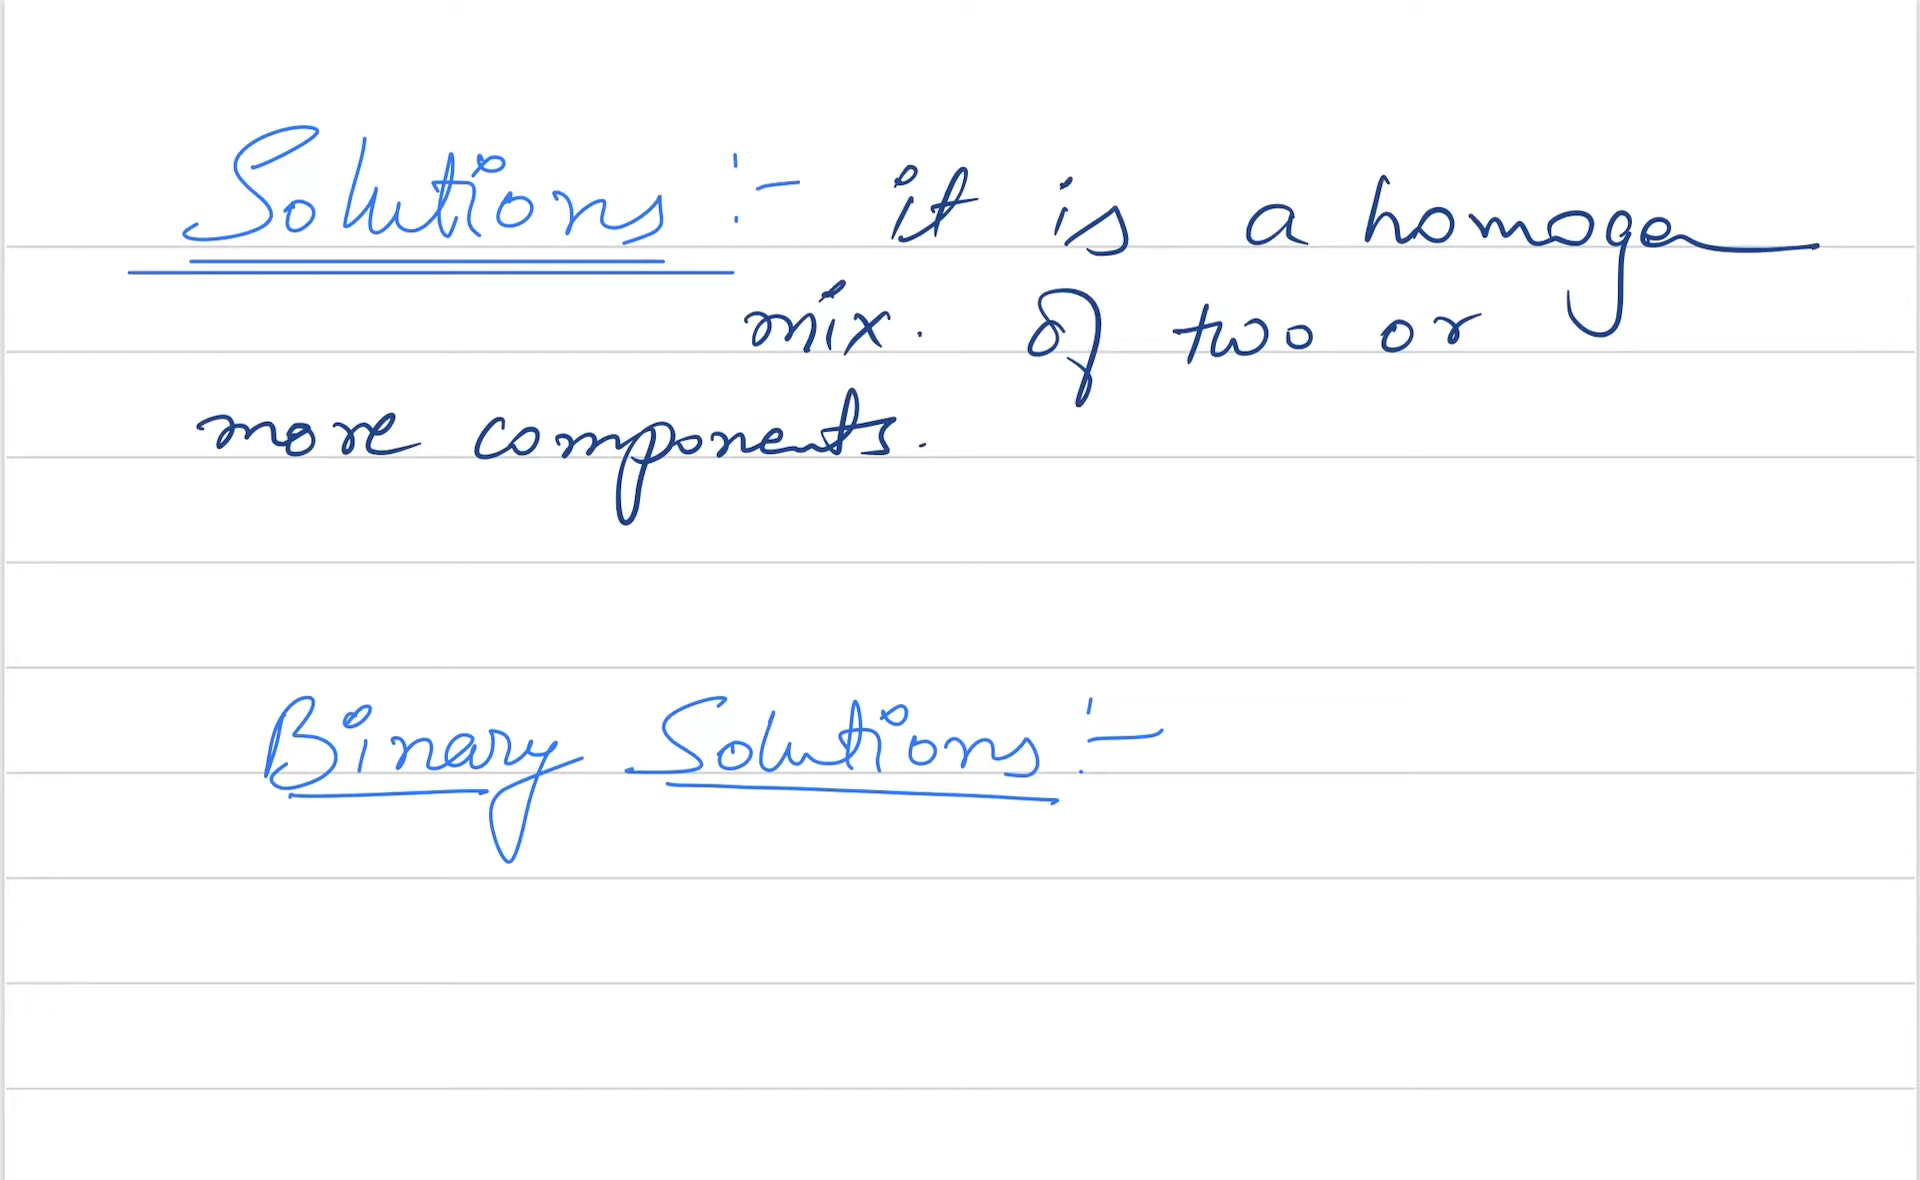 Solutions :- it is a homogen
mix. of two or
more components.
Binary Solutions :-